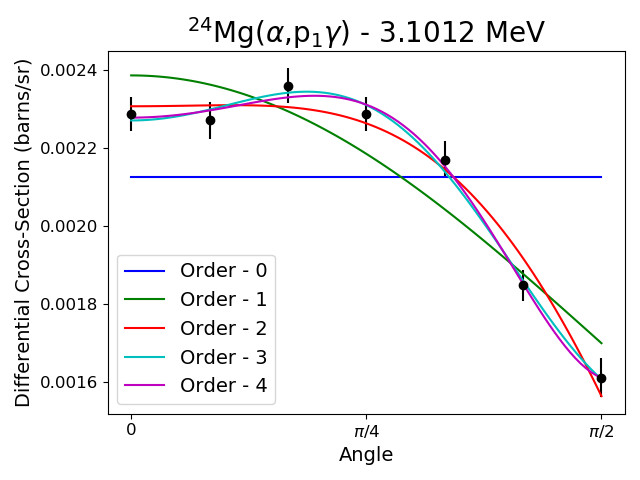 ²⁴Mg(α,p₁γ) - 3.1012 MeV
Differential Cross-Section (barns/sr)
0.0024
0.0022
0.0020
0.0018
0.0016
Order - 0
Order - 1
Order - 2
Order - 3
Order - 4
0
π/4
π/2
Angle